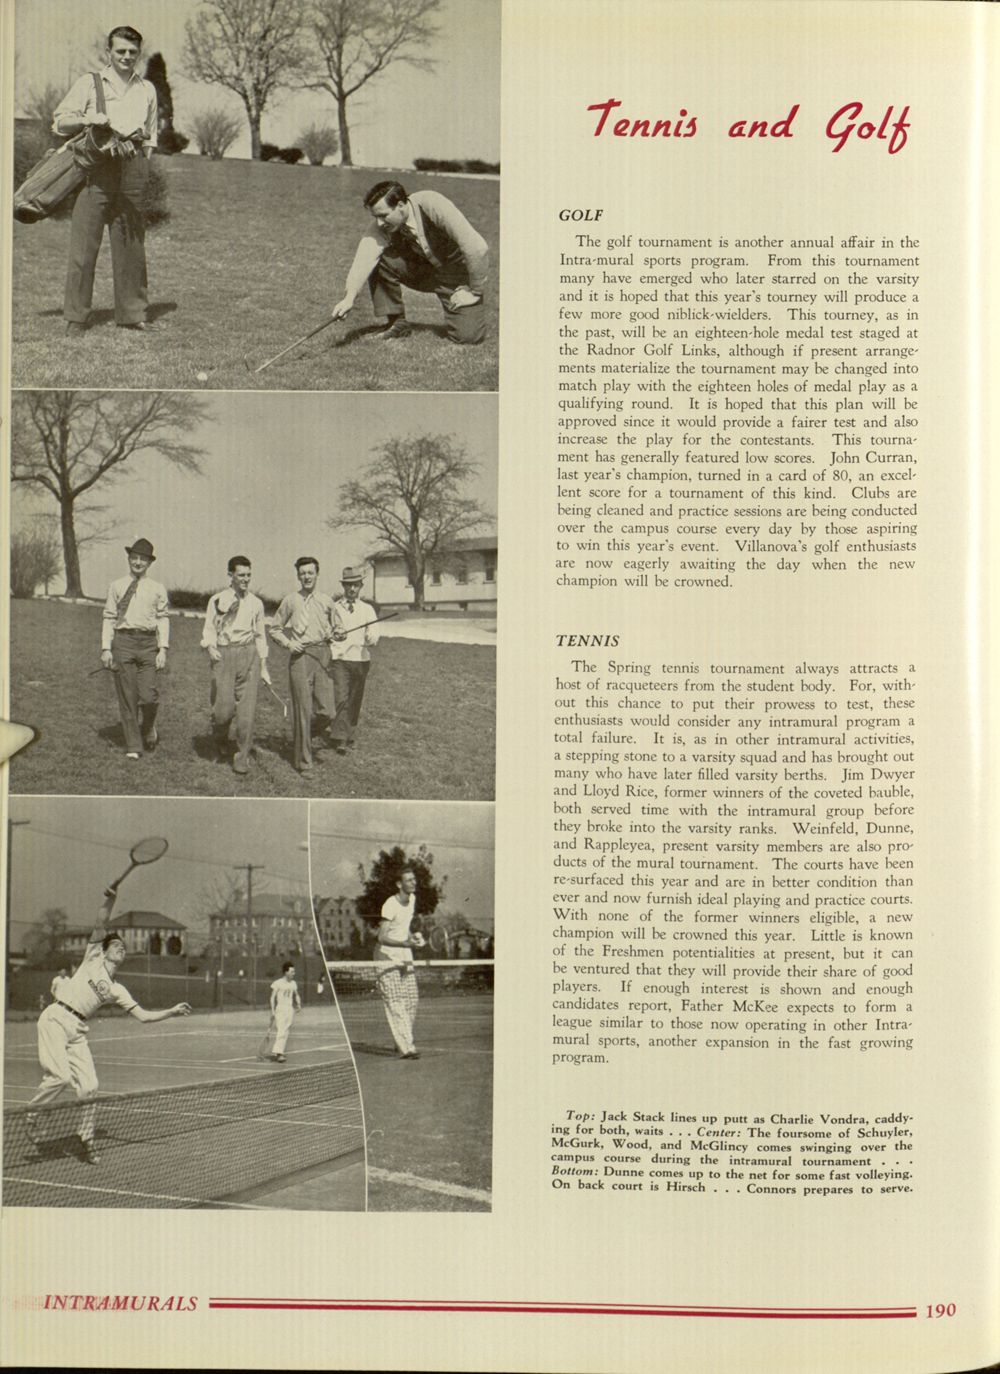 Tennis and Golf
GOLF
The golf tournament is another annual affair in the
Intra-mural sports program. From this tournament
many have emerged who later starred on the varsity
and it is hoped that this year's tourney will produce a
few more good niblick-wielders. This tourney, as in
the past, will be an eighteen-hole medal test staged at
the Radnor Golf Links, although if present arrange-
ments materialize the tournament may be changed into
match play with the eighteen holes of medal play as a
qualifying round. It is hoped that this plan will be
approved since it would provide a fairer test and also
increase the play for the contestants. This tourna-
ment has generally featured low scores. John Curran,
last year's champion, turned in a card of 80, an excel-
lent score for a tournament of this kind. Clubs are
being cleaned and practice sessions are being conducted
over the campus course every day by those aspiring
to win this year's event. Villanova's golf enthusiasts
are now eagerly awaiting the day when the new
champion will be crowned.
TENNIS
The Spring tennis tournament always attracts a
host of racqueteers from the student body. For, with-
out this chance to put their prowess to test, these
enthusiasts would consider any intramural program a
total failure. It is, as in other intramural activities,
a stepping stone to a varsity squad and has brought out
many who have later filled varsity berths. Jim Dwyer
and Lloyd Rice, former winners of the coveted bauble,
both served time with the intramural group before
they broke into the varsity ranks. Weinfeld, Dunne,
and Rappleyea, present varsity members are also pro-
ducts of the mural tournament. The courts have been
re-surfaced this year and are in better condition than
ever and now furnish ideal playing and practice courts.
With none of the former winners eligible, a new
champion will be crowned this year. Little is known
of the Freshmen potentialities at present, but it can
be ventured that they will provide their share of good
players. If enough interest is shown and enough
candidates report, Father McKee expects to form a
league similar to those now operating in other Intra-
mural sports, another expansion in the fast growing
program.
Top: Jack Stack lines up putt as Charlie Vondra, caddy-
ing for both, waits . . . Center: The foursome of Schuyler,
McGurk, Wood, and McGlincy comes swinging over the
campus course during the intramural tournament . . .
Bottom: Dunne comes up to the net for some fast volleying.
On back court is Hirsch . . . Connors prepares to serve.
INTRAMURALS
190